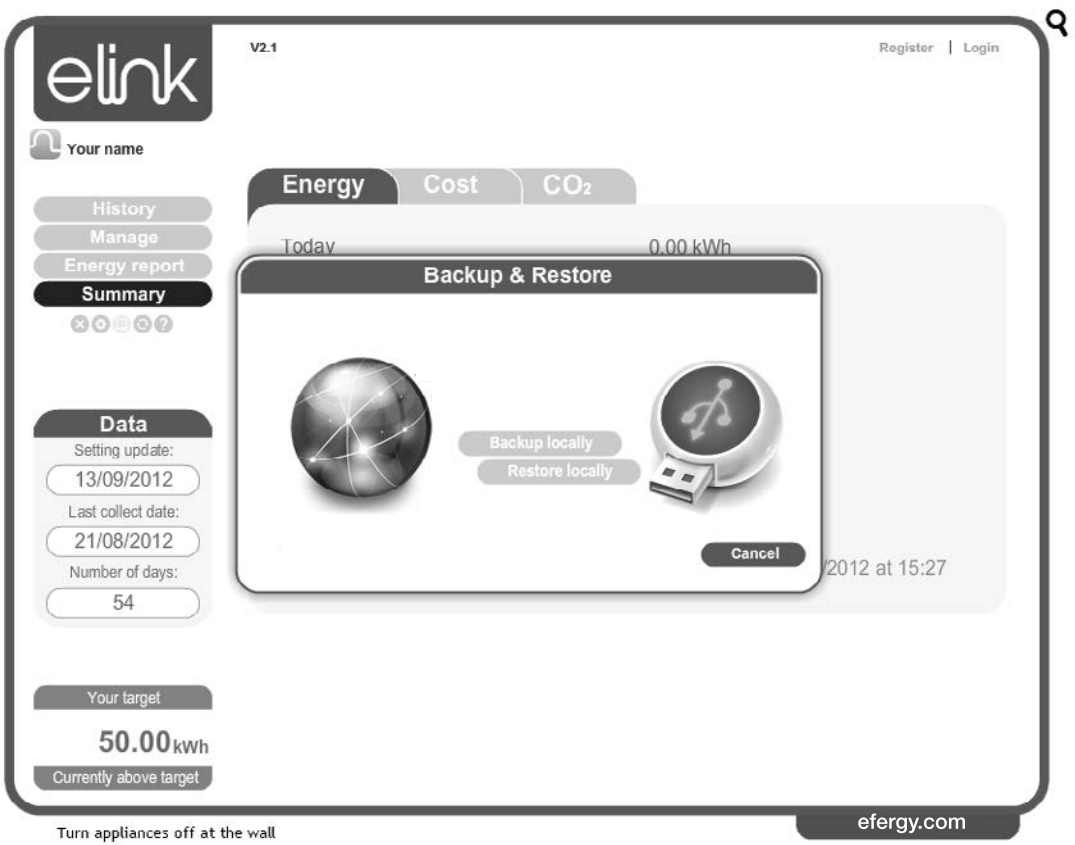 elink
V2.1
Register | Login
Your name
History
Manage
Energy report
Summary
Energy
Cost
CO₂
Today
0.00 kWh
Backup & Restore
Backup locally
Restore locally
Cancel
/2012 at 15:27
Data
Setting update:
13/09/2012
Last collect date:
21/08/2012
Number of days:
54
Your target
50.00 kWh
Currently above target
Turn appliances off at the wall
efergy.com